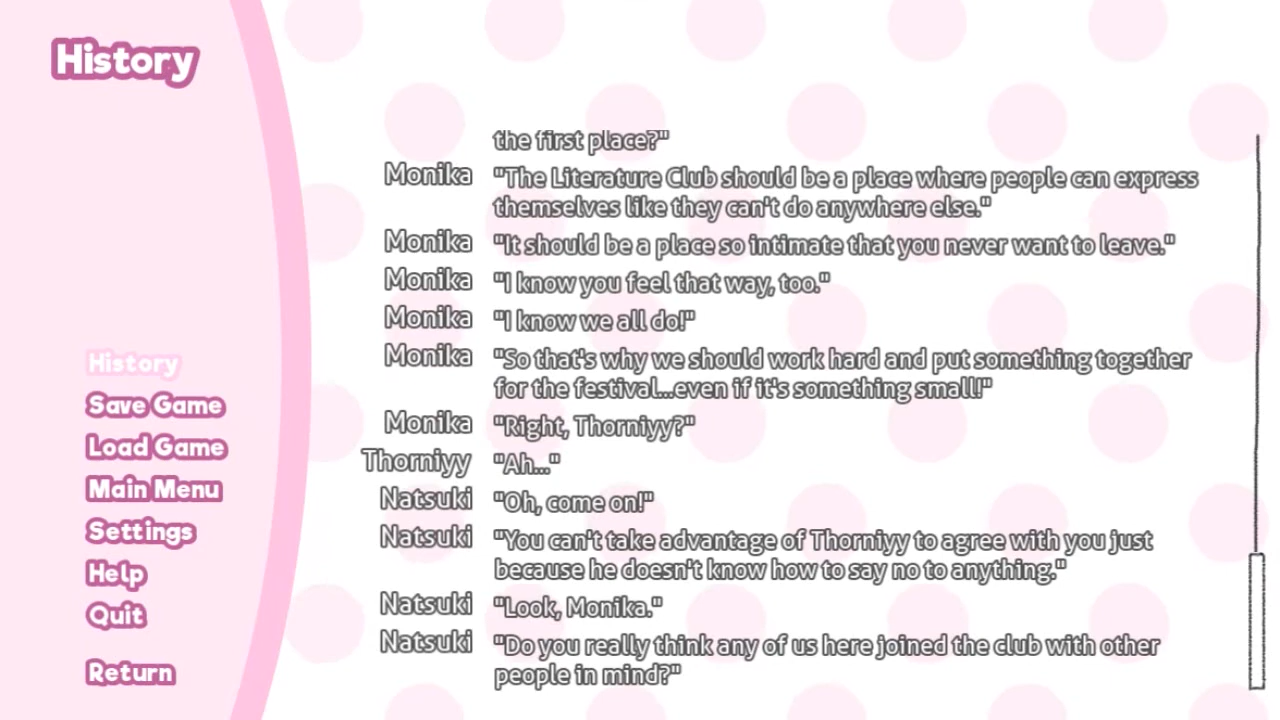 History
the first place?"
Monika "The Literature Club should be a place where people can express
themselves like they can't do anywhere else."
Monika "It should be a place so intimate that you never want to leave."
Monika "I know you feel that way, too."
Monika "I know we all do!"
Monika "So that's why we should work hard and put something together
for the festival...even if it's something small!"
Monika "Right, Thorniyy?"
Thorniyy "Ah..."
Natsuki "Oh, come on!"
Natsuki "You can't take advantage of Thorniyy to agree with you just
because he doesn't know how to say no to anything."
Natsuki "Look, Monika."
Natsuki "Do you really think any of us here joined the club with other
people in mind?"
History
Save Game
Load Game
Main Menu
Settings
Help
Quit
Return